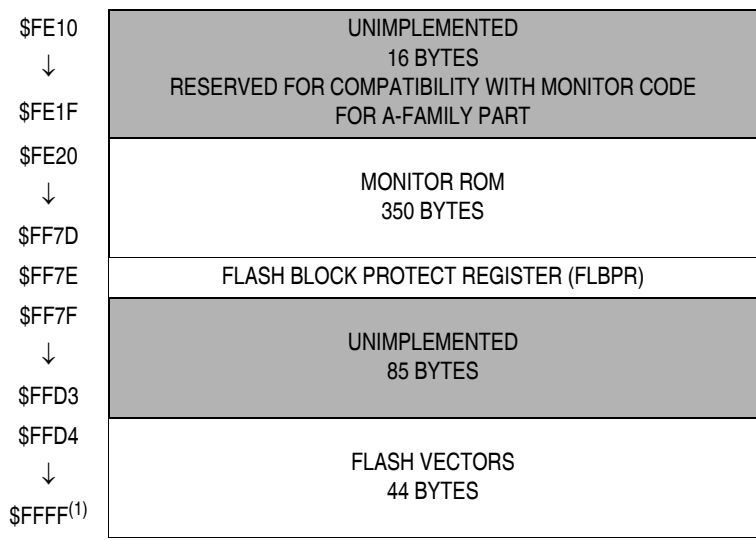 $FE10
↓
$FE1F
UNIMPLEMENTED
16 BYTES
RESERVED FOR COMPATIBILITY WITH MONITOR CODE
FOR A-FAMILY PART
$FE20
↓
$FF7D
MONITOR ROM
350 BYTES
$FF7E
FLASH BLOCK PROTECT REGISTER (FLBPR)
$FF7F
↓
$FFD3
UNIMPLEMENTED
85 BYTES
$FFD4
↓
$FFFF(1)
FLASH VECTORS
44 BYTES